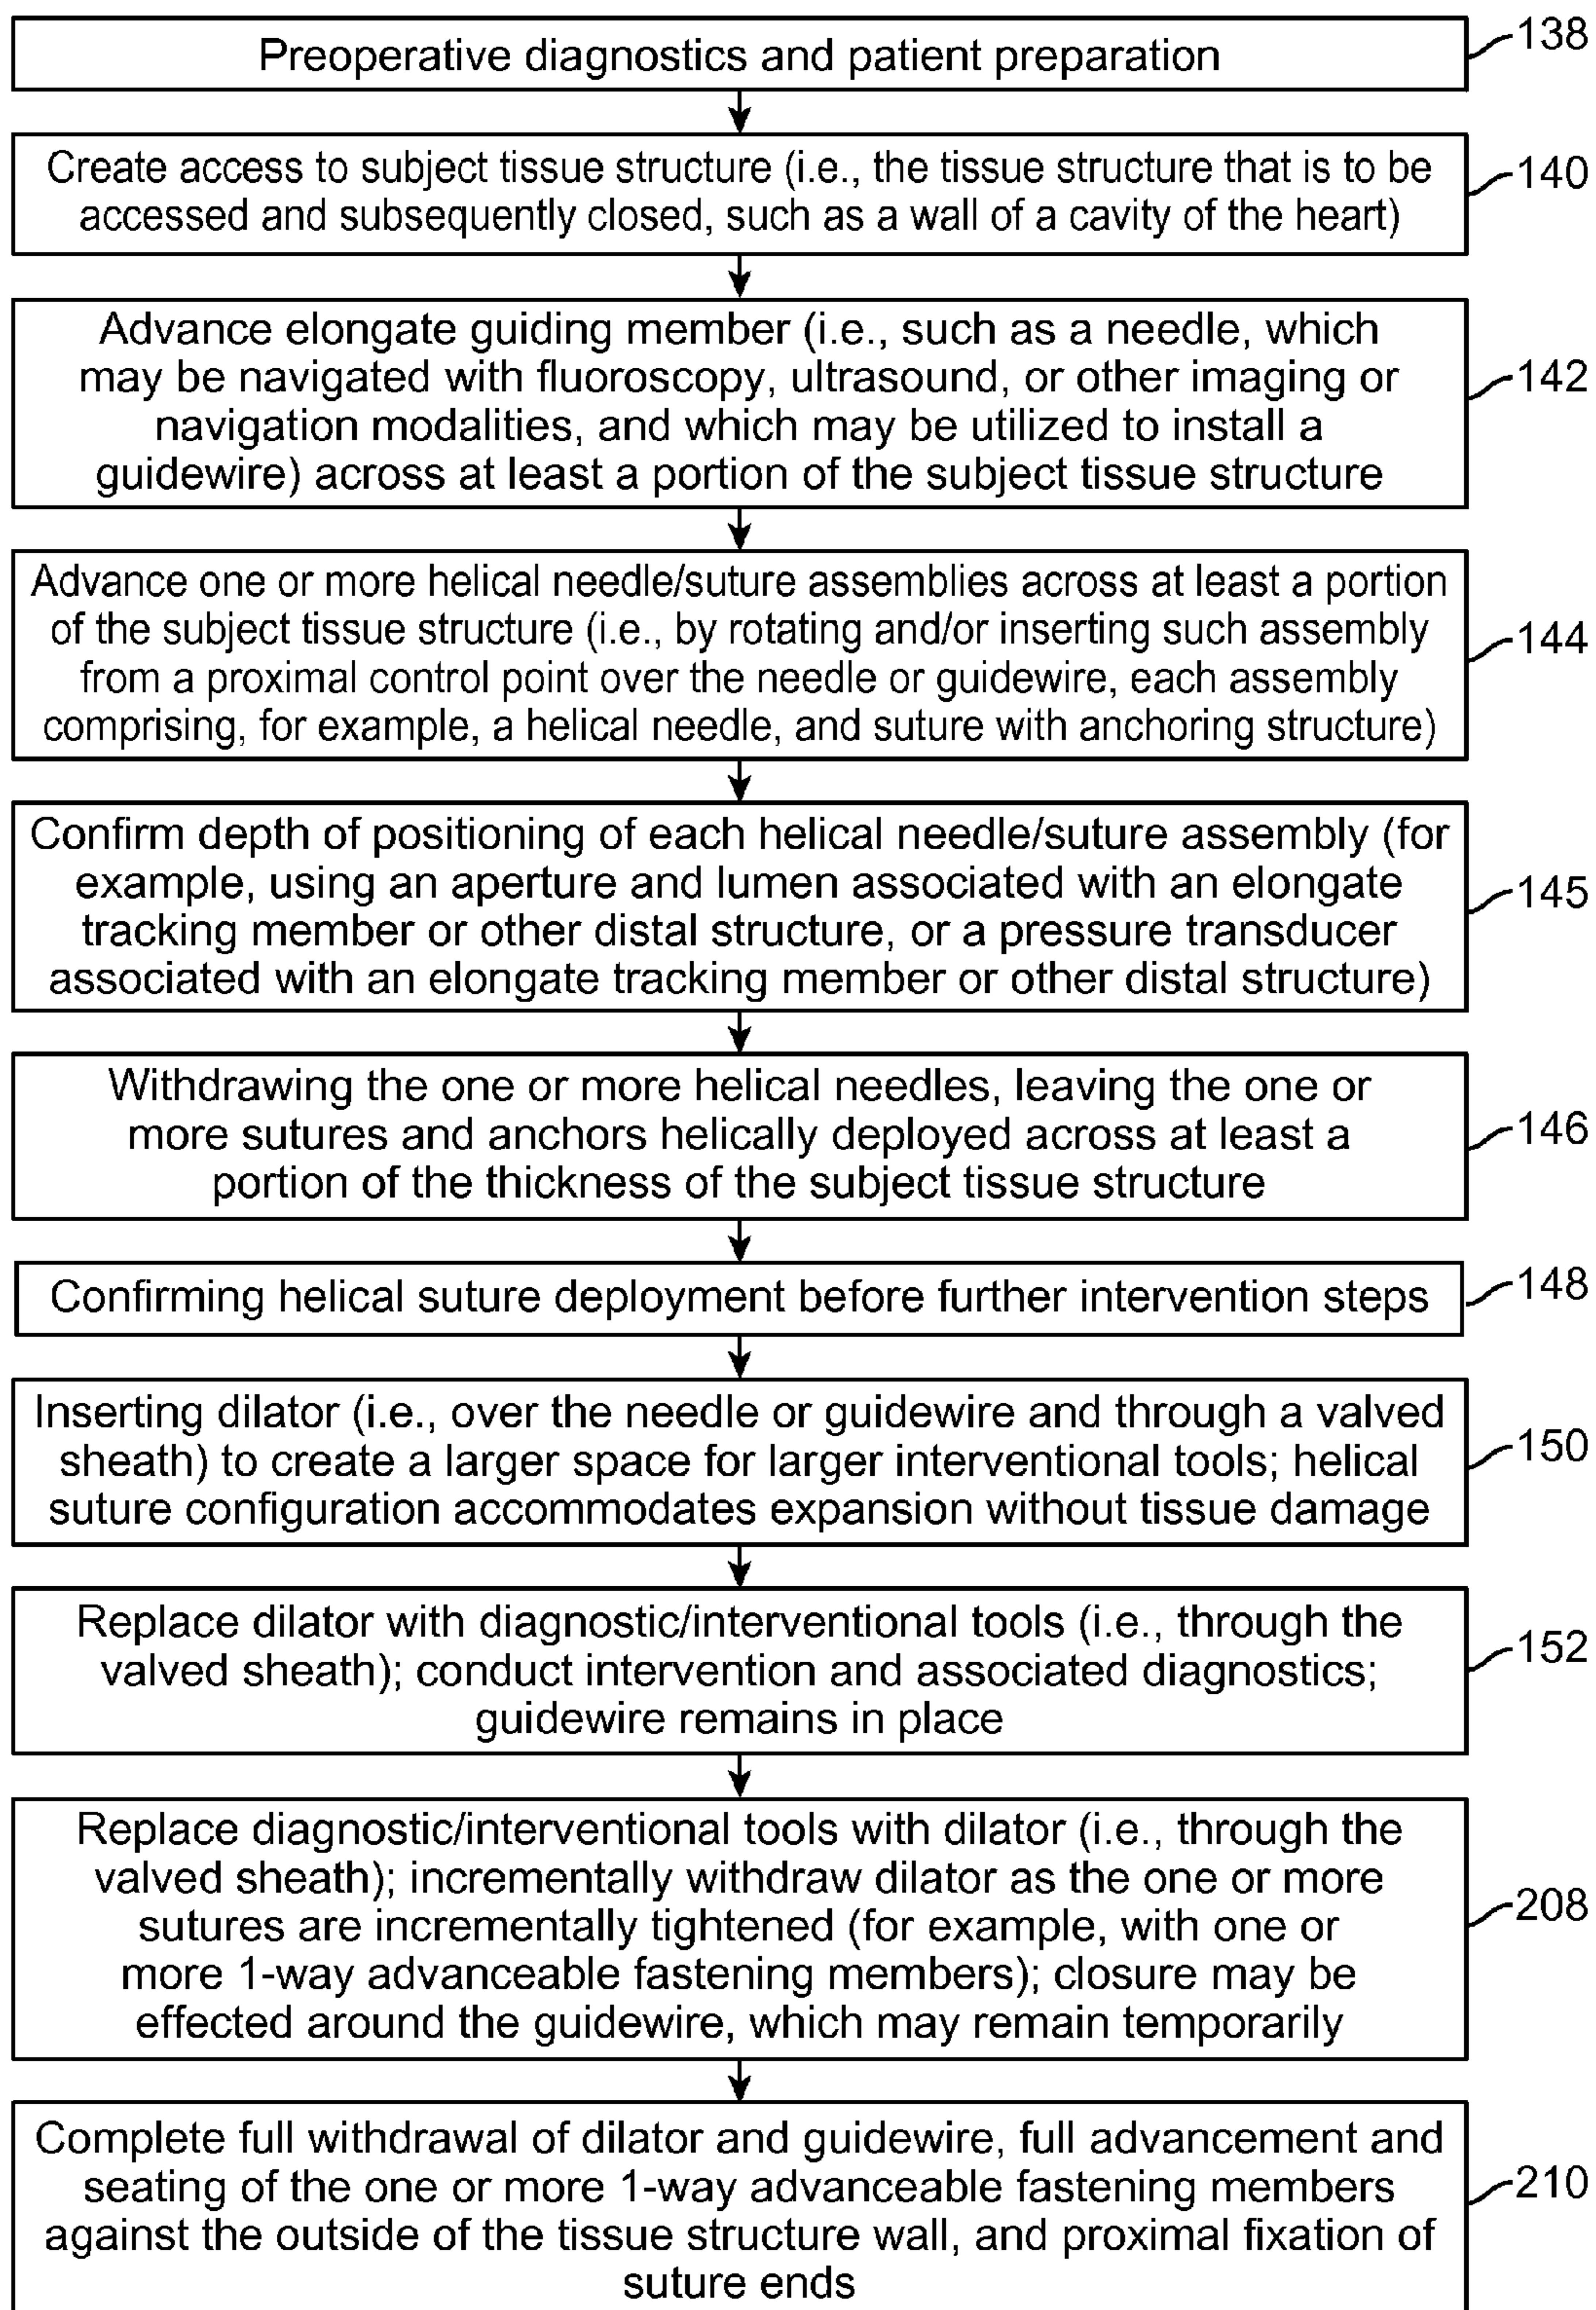 Preoperative diagnostics and patient preparation
138
Create access to subject tissue structure (i.e., the tissue structure that is to be
accessed and subsequently closed, such as a wall of a cavity of the heart)
140
Advance elongate guiding member (i.e., such as a needle, which
may be navigated with fluoroscopy, ultrasound, or other imaging or
navigation modalities, and which may be utilized to install a
guidewire) across at least a portion of the subject tissue structure
142
Advance one or more helical needle/suture assemblies across at least a portion
of the subject tissue structure (i.e., by rotating and/or inserting such assembly
from a proximal control point over the needle or guidewire, each assembly
comprising, for example, a helical needle, and suture with anchoring structure)
144
Confirm depth of positioning of each helical needle/suture assembly (for
example, using an aperture and lumen associated with an elongate
tracking member or other distal structure, or a pressure transducer
associated with an elongate tracking member or other distal structure)
145
Withdrawing the one or more helical needles, leaving the one or
more sutures and anchors helically deployed across at least a
portion of the thickness of the subject tissue structure
146
Confirming helical suture deployment before further intervention steps
148
Inserting dilator (i.e., over the needle or guidewire and through a valved
sheath) to create a larger space for larger interventional tools; helical
suture configuration accommodates expansion without tissue damage
150
Replace dilator with diagnostic/interventional tools (i.e., through the
valved sheath); conduct intervention and associated diagnostics;
guidewire remains in place
152
Replace diagnostic/interventional tools with dilator (i.e., through the
valved sheath); incrementally withdraw dilator as the one or more
sutures are incrementally tightened (for example, with one or
more 1-way advanceable fastening members); closure may be
effected around the guidewire, which may remain temporarily
208
Complete full withdrawal of dilator and guidewire, full advancement and
seating of the one or more 1-way advanceable fastening members
against the outside of the tissue structure wall, and proximal fixation of
suture ends
210